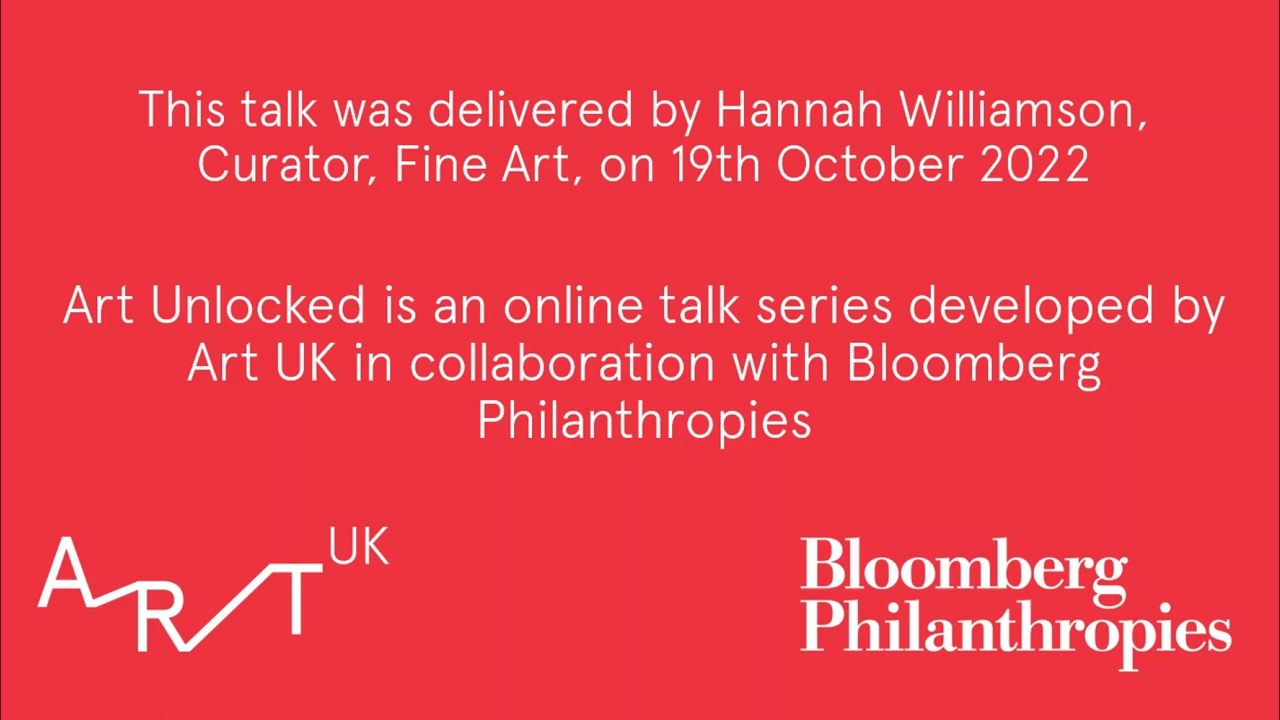 This talk was delivered by Hannah Williamson,
Curator, Fine Art, on 19th October 2022
Art Unlocked is an online talk series developed by
Art UK in collaboration with Bloomberg
Philanthropies
ART UK
Bloomberg
Philanthropies